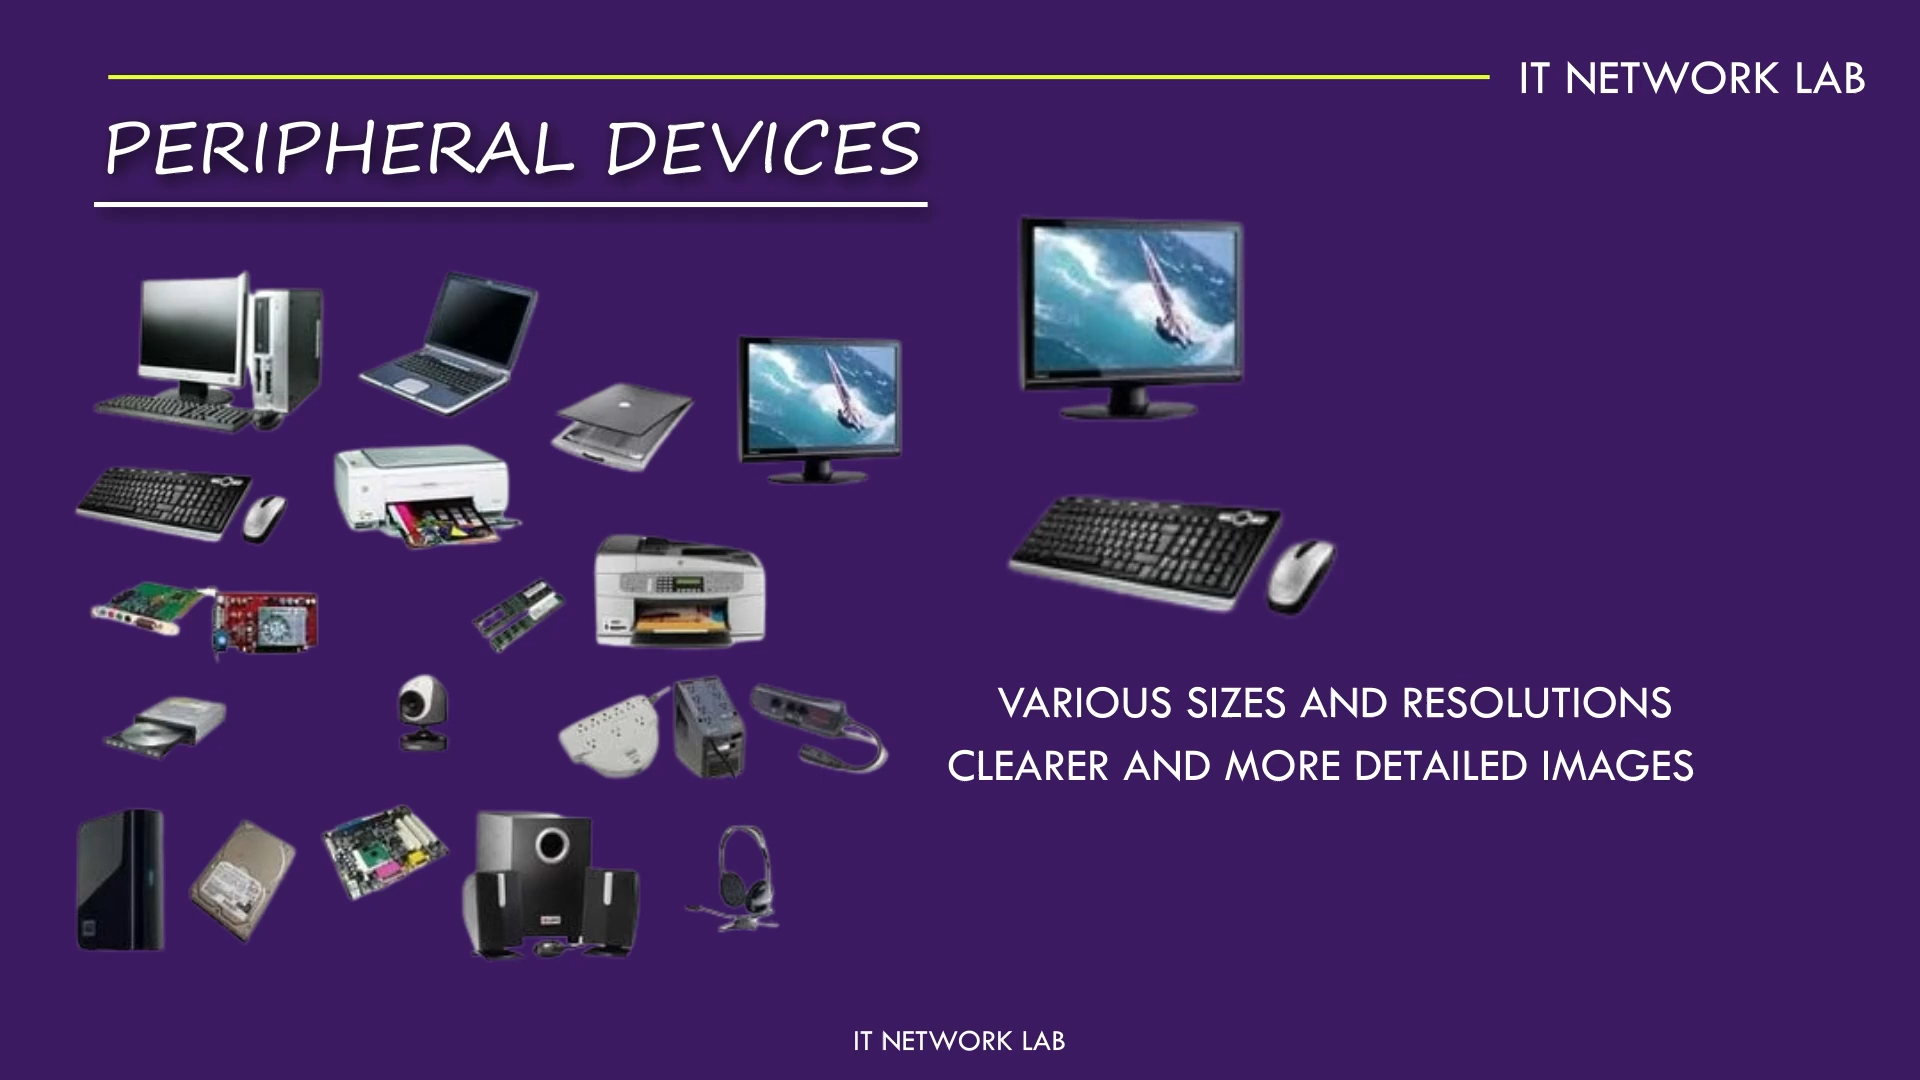 IT NETWORK LAB
PERIPHERAL DEVICES
VARIOUS SIZES AND RESOLUTIONS
CLEARER AND MORE DETAILED IMAGES
IT NETWORK LAB